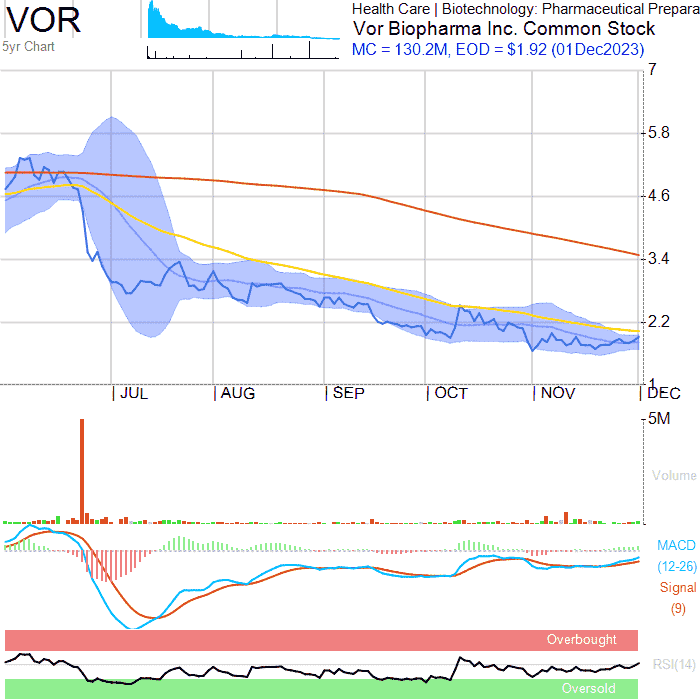 VOR
5yr Chart
Health Care | Biotechnology: Pharmaceutical Prepara
Vor Biopharma Inc. Common Stock
MC = 130.2M, EOD = $1.92 (01Dec2023)
7
5.8
4.6
3.4
2.2
1
JUL
AUG
SEP
OCT
NOV
DEC
5M
Volume
MACD
(12-26)
Signal
(9)
Overbought
RSI(14)
Oversold